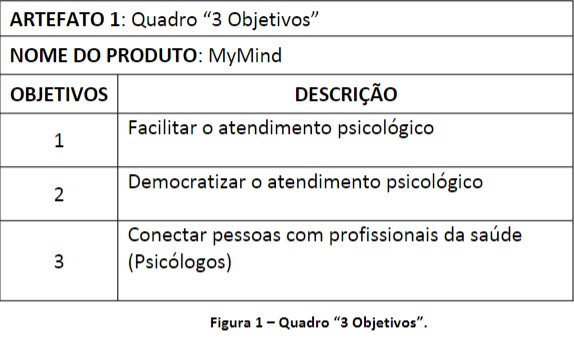 ARTEFATO 1: Quadro “3 Objetivos”
NOME DO PRODUTO: MyMind
OBJETIVOS DESCRIÇÃO
1 Facilitar o atendimento psicológico
2 Democratizar o atendimento psicológico
3 Conectar pessoas com profissionais da saúde
(Psicólogos)
Figura 1 – Quadro “3 Objetivos”.